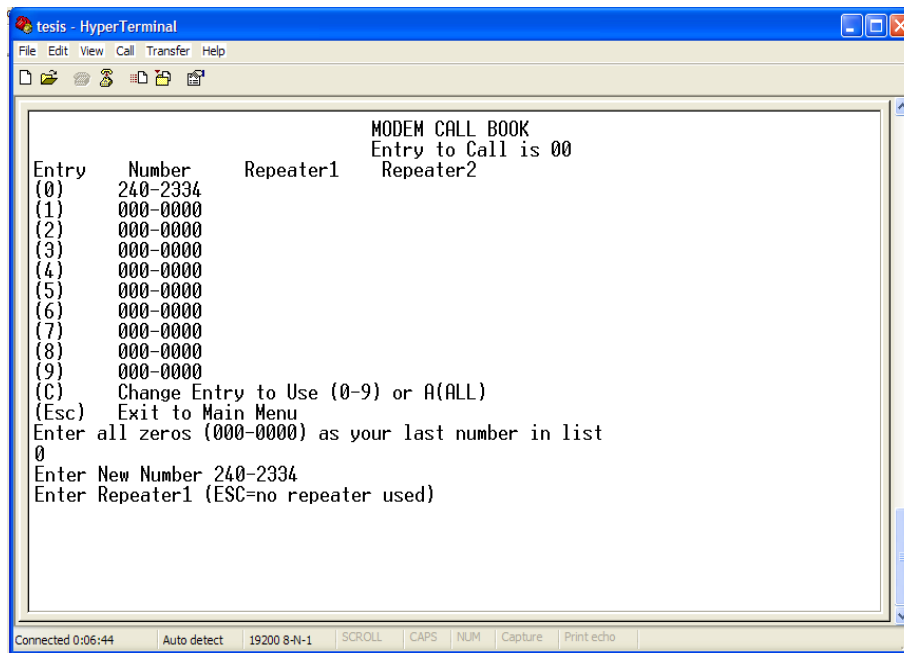 tesis - HyperTerminal
File Edit View Call Transfer Help
MODEM CALL BOOK
Entry to Call is 00
Entry Number Repeater1 Repeater2
(0) 240-2334
(1) 000-0000
(2) 000-0000
(3) 000-0000
(4) 000-0000
(5) 000-0000
(6) 000-0000
(7) 000-0000
(8) 000-0000
(9) 000-0000
(C) Change Entry to Use (0-9) or A(ALL)
(Esc) Exit to Main Menu
Enter all zeros (000-0000) as your last number in list
0
Enter New Number 240-2334
Enter Repeater1 (ESC=no repeater used)
Connected 0:06:44 Auto detect 19200 8-N-1 SCROLL CAPS NUM Capture Print echo